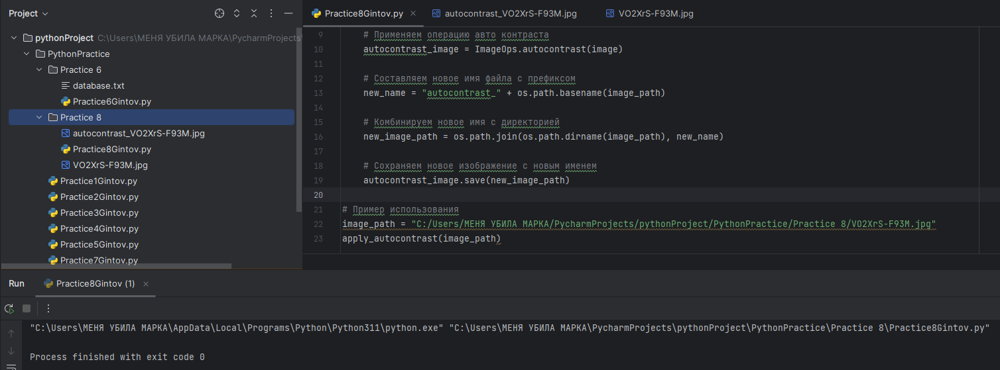 Project
pythonProject C:\Users\МЕНЯ УБИЛА МАРКА\PycharmProjects\
PythonPractice
Practice 6
database.txt
Practice6Gintov.py
Practice 8
autocontrast_VO2XrS-F93M.jpg
Practice8Gintov.py
VO2XrS-F93M.jpg
Practice1Gintov.py
Practice2Gintov.py
Practice3Gintov.py
Practice4Gintov.py
Practice5Gintov.py
Practice7Gintov.py
Practice8Gintov.py autocontrast_VO2XrS-F93M.jpg VO2XrS-F93M.jpg
9 # Применяем операцию авто контраста
10 autocontrast_image = ImageOps.autocontrast(image)
11
12 # Составляем новое имя файла с префиксом
13 new_name = "autocontrast_" + os.path.basename(image_path)
14
15 # Комбинируем новое имя с директорией
16 new_image_path = os.path.join(os.path.dirname(image_path), new_name)
17
18 # Сохраняем новое изображение с новым именем
19 autocontrast_image.save(new_image_path)
20
21 # Пример использования
22 image_path = "C:/Users/МЕНЯ УБИЛА МАРКА/PycharmProjects/pythonProject/PythonPractice/Practice 8/VO2XrS-F93M.jpg"
23 apply_autocontrast(image_path)
Run Practice8Gintov (1)
"C:\Users\МЕНЯ УБИЛА МАРКА\AppData\Local\Programs\Python\Python311\python.exe" "C:\Users\МЕНЯ УБИЛА МАРКА\PycharmProjects\pythonProject\PythonPractice\Practice 8\Practice8Gintov.py"
Process finished with exit code 0